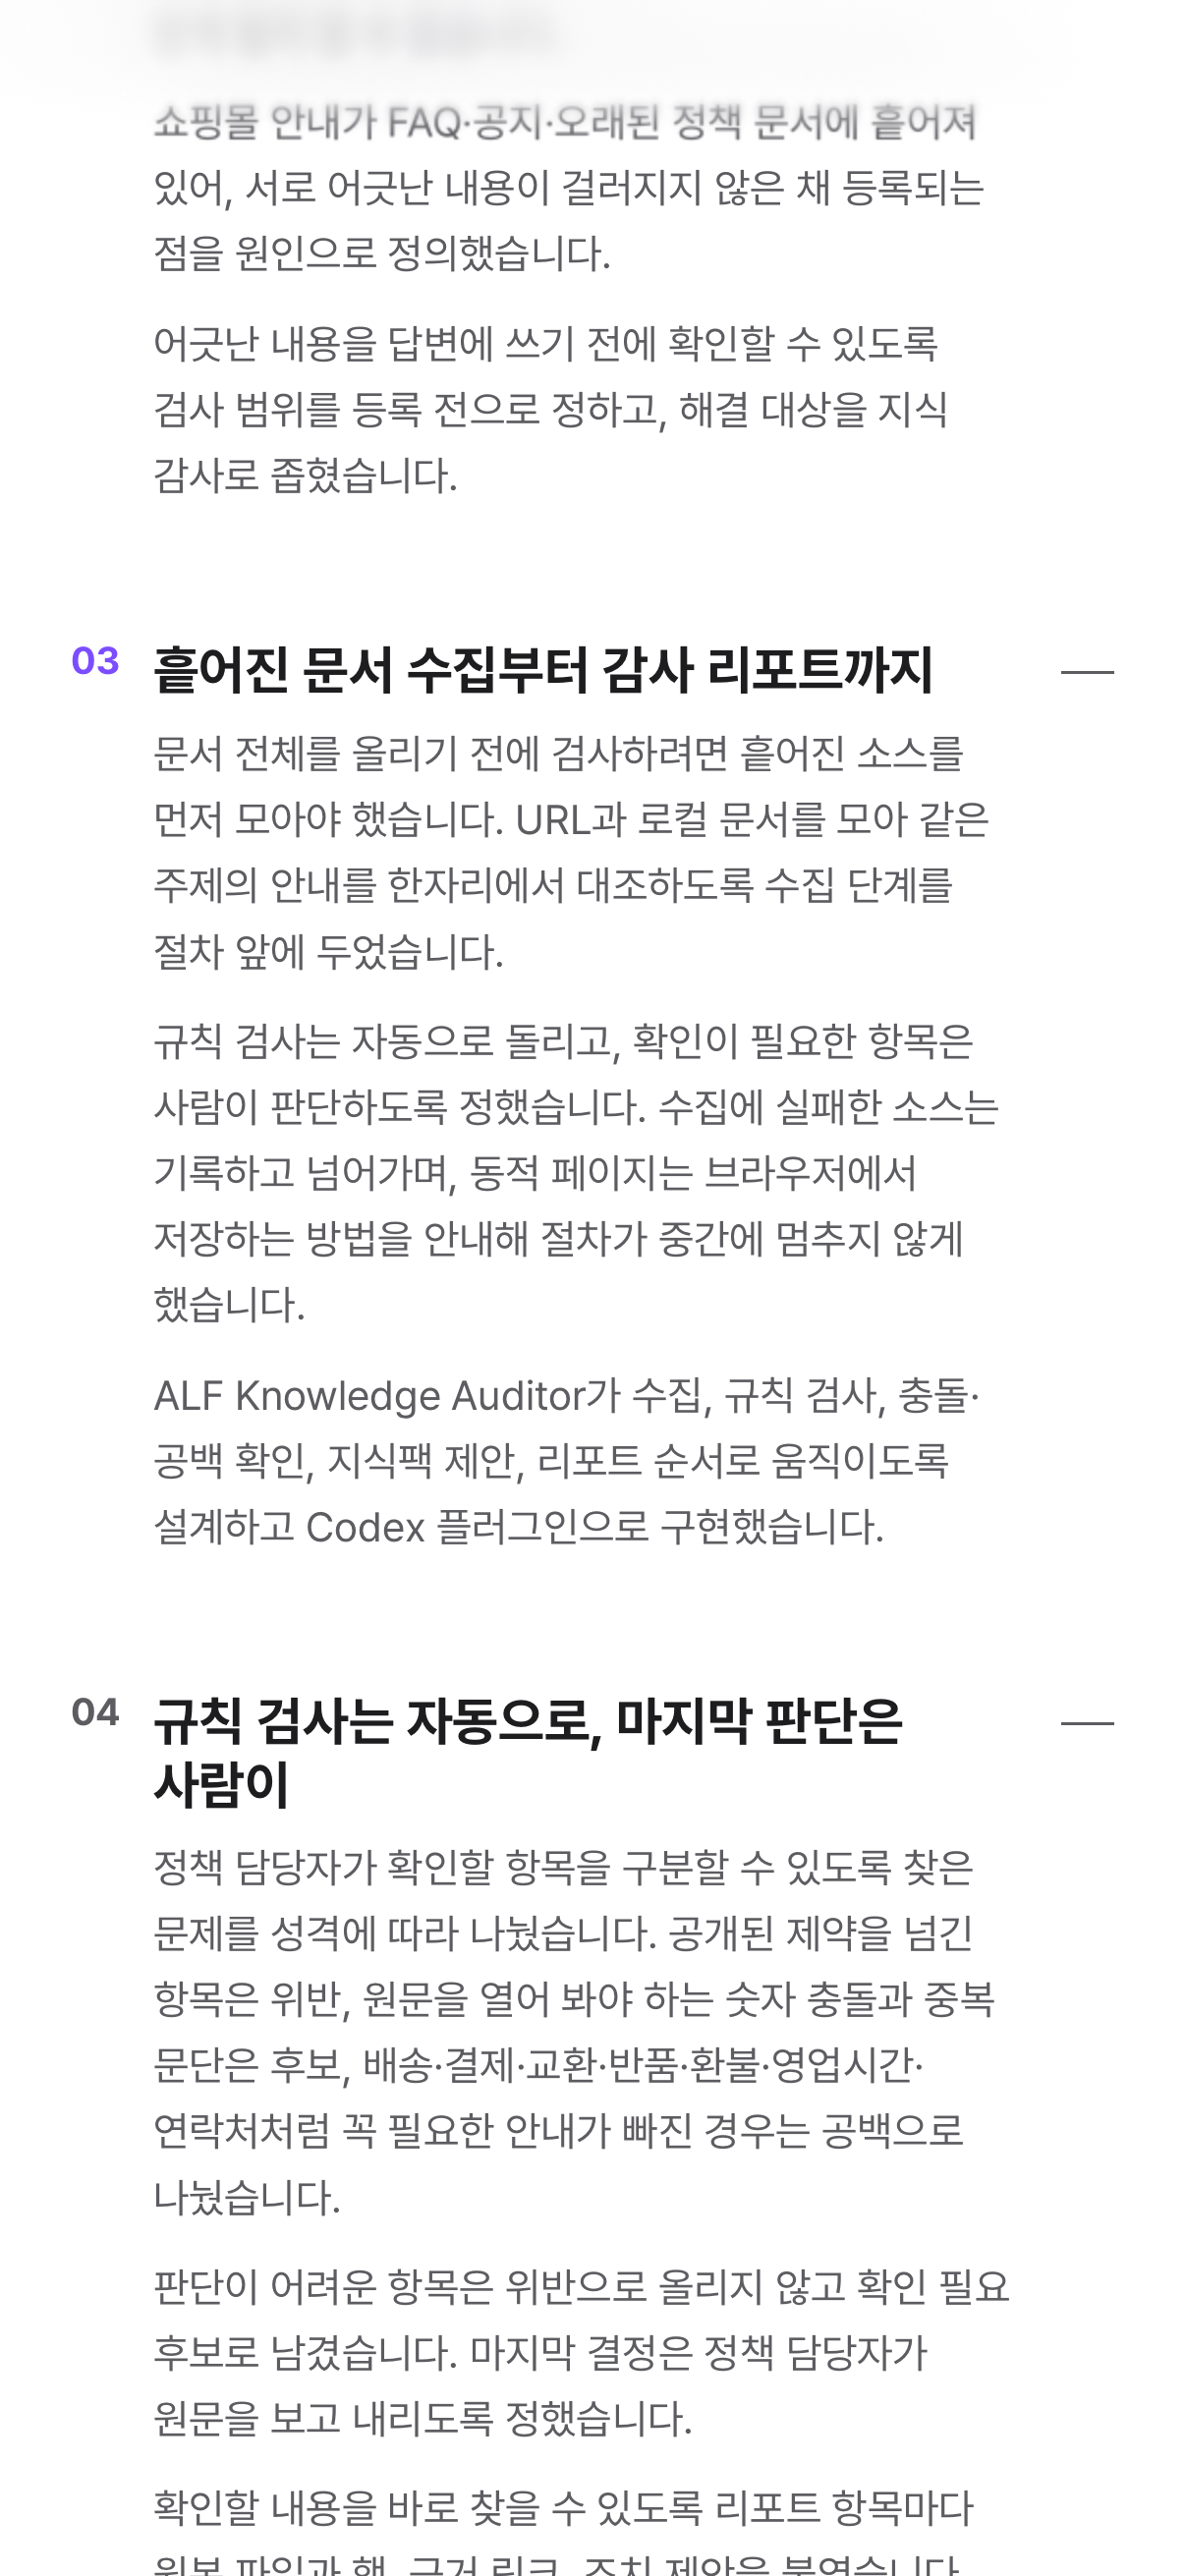 쇼핑몰 안내가 FAQ·공지·오래된 정책 문서에 흩어져
있어, 서로 어긋난 내용이 걸러지지 않은 채 등록되는
점을 원인으로 정의했습니다.
어긋난 내용을 답변에 쓰기 전에 확인할 수 있도록
검사 범위를 등록 전으로 정하고, 해결 대상을 지식
감사로 좁혔습니다.
03 흩어진 문서 수집부터 감사 리포트까지
문서 전체를 올리기 전에 검사하려면 흩어진 소스를
먼저 모아야 했습니다. URL과 로컬 문서를 모아 같은
주제의 안내를 한자리에서 대조하도록 수집 단계를
절차 앞에 두었습니다.
규칙 검사는 자동으로 돌리고, 확인이 필요한 항목은
사람이 판단하도록 정했습니다. 수집에 실패한 소스는
기록하고 넘어가며, 동적 페이지는 브라우저에서
저장하는 방법을 안내해 절차가 중간에 멈추지 않게
했습니다.
ALF Knowledge Auditor가 수집, 규칙 검사, 충돌·
공백 확인, 지식팩 제안, 리포트 순서로 움직이도록
설계하고 Codex 플러그인으로 구현했습니다.
04 규칙 검사는 자동으로, 마지막 판단은
사람이
정책 담당자가 확인할 항목을 구분할 수 있도록 찾은
문제를 성격에 따라 나눴습니다. 공개된 제약을 넘긴
항목은 위반, 원문을 열어 봐야 하는 숫자 충돌과 중복
문단은 후보, 배송·결제·교환·반품·환불·영업시간·
연락처처럼 꼭 필요한 안내가 빠진 경우는 공백으로
나눴습니다.
판단이 어려운 항목은 위반으로 올리지 않고 확인 필요
후보로 남겼습니다. 마지막 결정은 정책 담당자가
원문을 보고 내리도록 정했습니다.
확인할 내용을 바로 찾을 수 있도록 리포트 항목마다
원본 파일과 행, 근거 링크, 조치 제안을 붙였습니다.